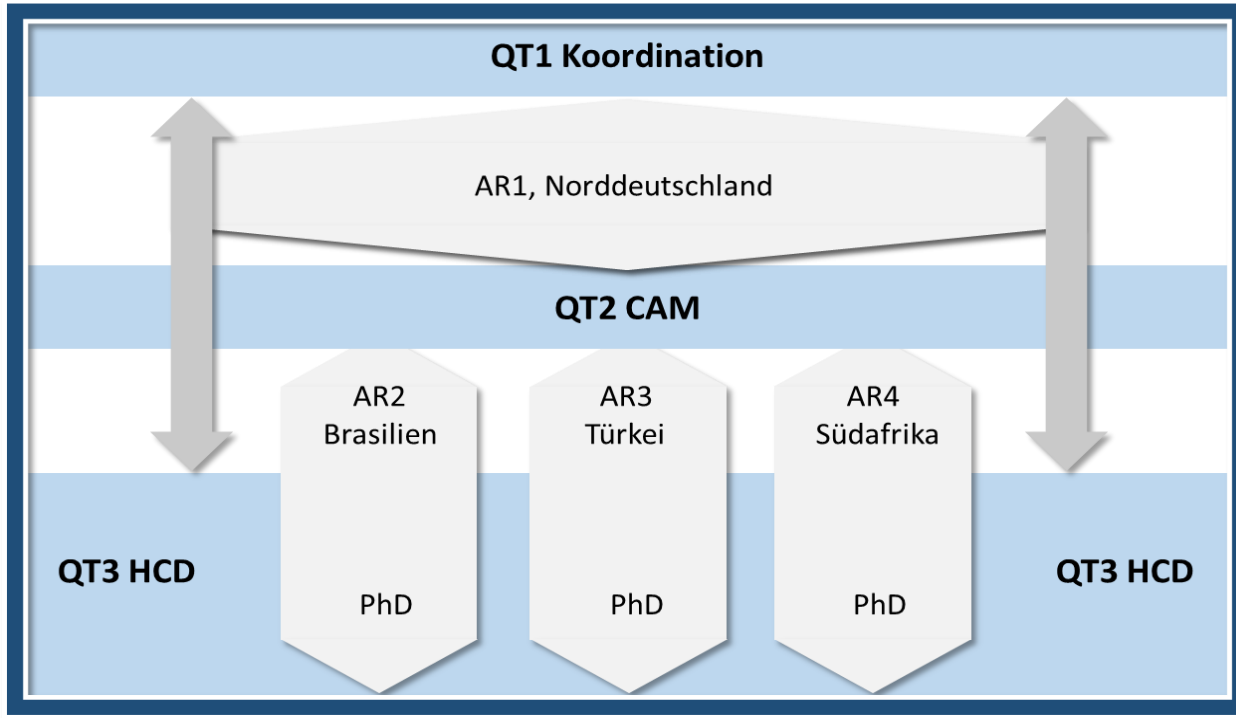 QT1 Koordination
AR1, Norddeutschland
QT2 CAM
AR2
Brasilien
AR3
Türkei
AR4
Südafrika
QT3 HCD
QT3 HCD
PhD
PhD
PhD